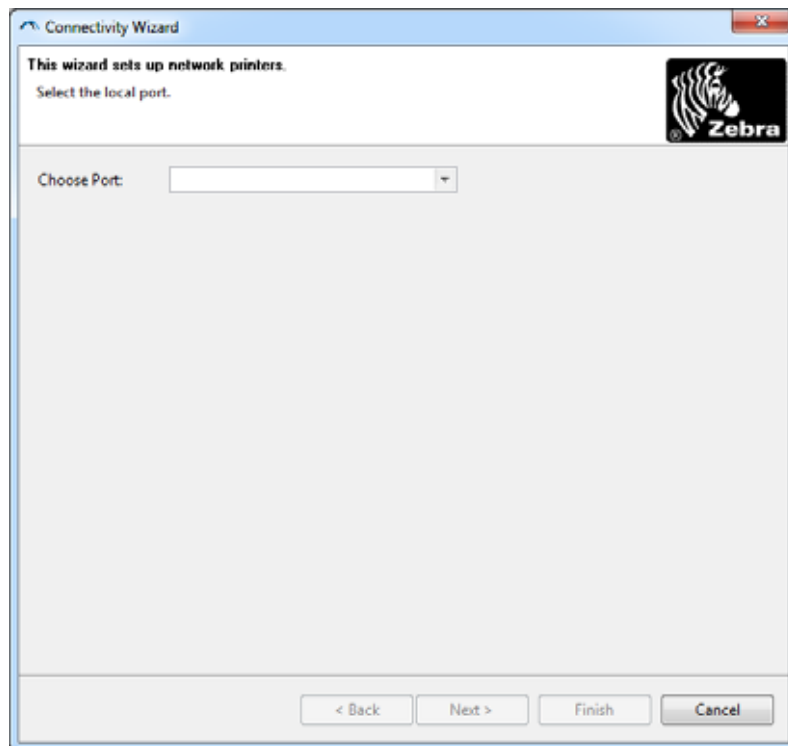 Connectivity Wizard
This wizard sets up network printers.
Select the local port.
® Zebra
Choose Port:
< Back Next > Finish Cancel